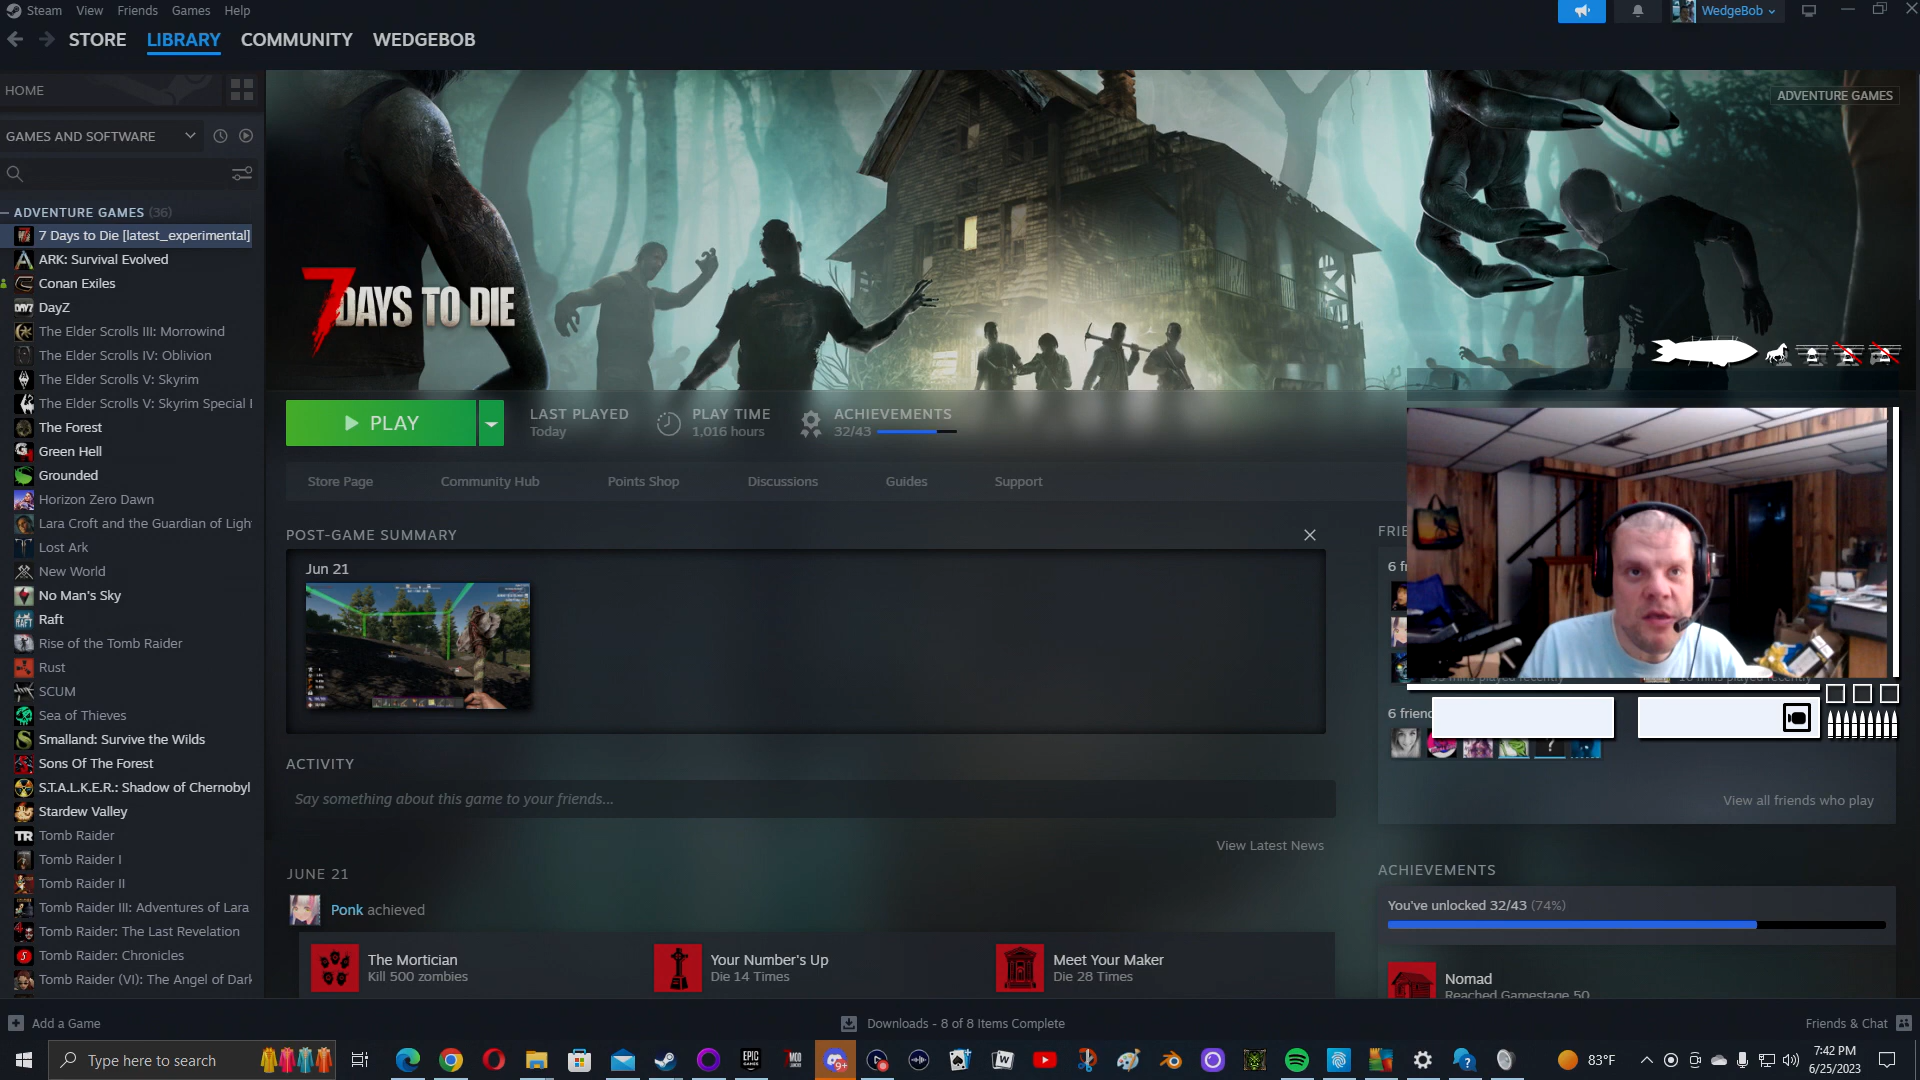 Steam View Friends Games Help
WedgeBob
STORE LIBRARY COMMUNITY WEDGEBOB
HOME
GAMES AND SOFTWARE
ADVENTURE GAMES (36)
7 Days to Die [latest_experimental]
ARK: Survival Evolved
Conan Exiles
DayZ
The Elder Scrolls III: Morrowind
The Elder Scrolls IV: Oblivion
The Elder Scrolls V: Skyrim
The Elder Scrolls V: Skyrim Special
The Forest
Green Hell
Grounded
Horizon Zero Dawn
Lara Croft and the Guardian of Ligh
Lost Ark
New World
No Man's Sky
Raft
Rise of the Tomb Raider
Rust
SCUM
Sea of Thieves
Smalland: Survive the Wilds
Sons Of The Forest
S.T.A.L.K.E.R.: Shadow of Chernobyl
Stardew Valley
Tomb Raider
Tomb Raider I
Tomb Raider II
Tomb Raider III: Adventures of Lara
Tomb Raider: The Last Revelation
Tomb Raider: Chronicles
Tomb Raider (VI): The Angel of Dark
ADVENTURE GAMES
7 DAYS TO DIE
PLAY
LAST PLAYED
Today
PLAY TIME
1,016 hours
ACHIEVEMENTS
32/43
Store Page Community Hub Points Shop Discussions Guides Support
POST-GAME SUMMARY
Jun 21
ACTIVITY
Say something about this game to your friends...
View Latest News
JUNE 21
Ponk achieved
The Mortician
Kill 500 zombies
Your Number's Up
Die 14 Times
Meet Your Maker
Die 28 Times
FRIE
6 fr
6 friend
View all friends who play
ACHIEVEMENTS
You've unlocked 32/43 (74%)
Nomad
Reached Gamestage 50
Add a Game
Downloads - 8 of 8 Items Complete
Friends & Chat
Type here to search
83°F
7:42 PM
6/25/2023